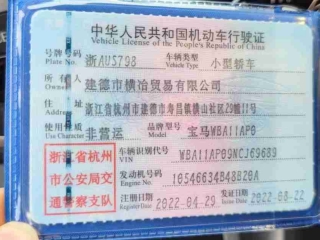 中华人民共和国机动车行驶证
Vehicle License of the People's Republic of China
号牌号码 浙AU5798 车辆类型 小型轿车
Plate No. Vehicle Type
所有人 建德市横冶贸易有限公司
Owner
住址 浙江省杭州市建德市寿昌镇横山社区29幢11号
Address
使用性质 非营运 品牌型号 宝马WBA11AP0
Use Character Model
浙江省杭州
市公安局交
通警察支队
车辆识别代号 WBA11AP09NCJ69689
VIN
发动机号码 10546634B48B20A
Engine No.
注册日期 2022-04-29 发证日期 2022-08-22
Register Date Issue Date